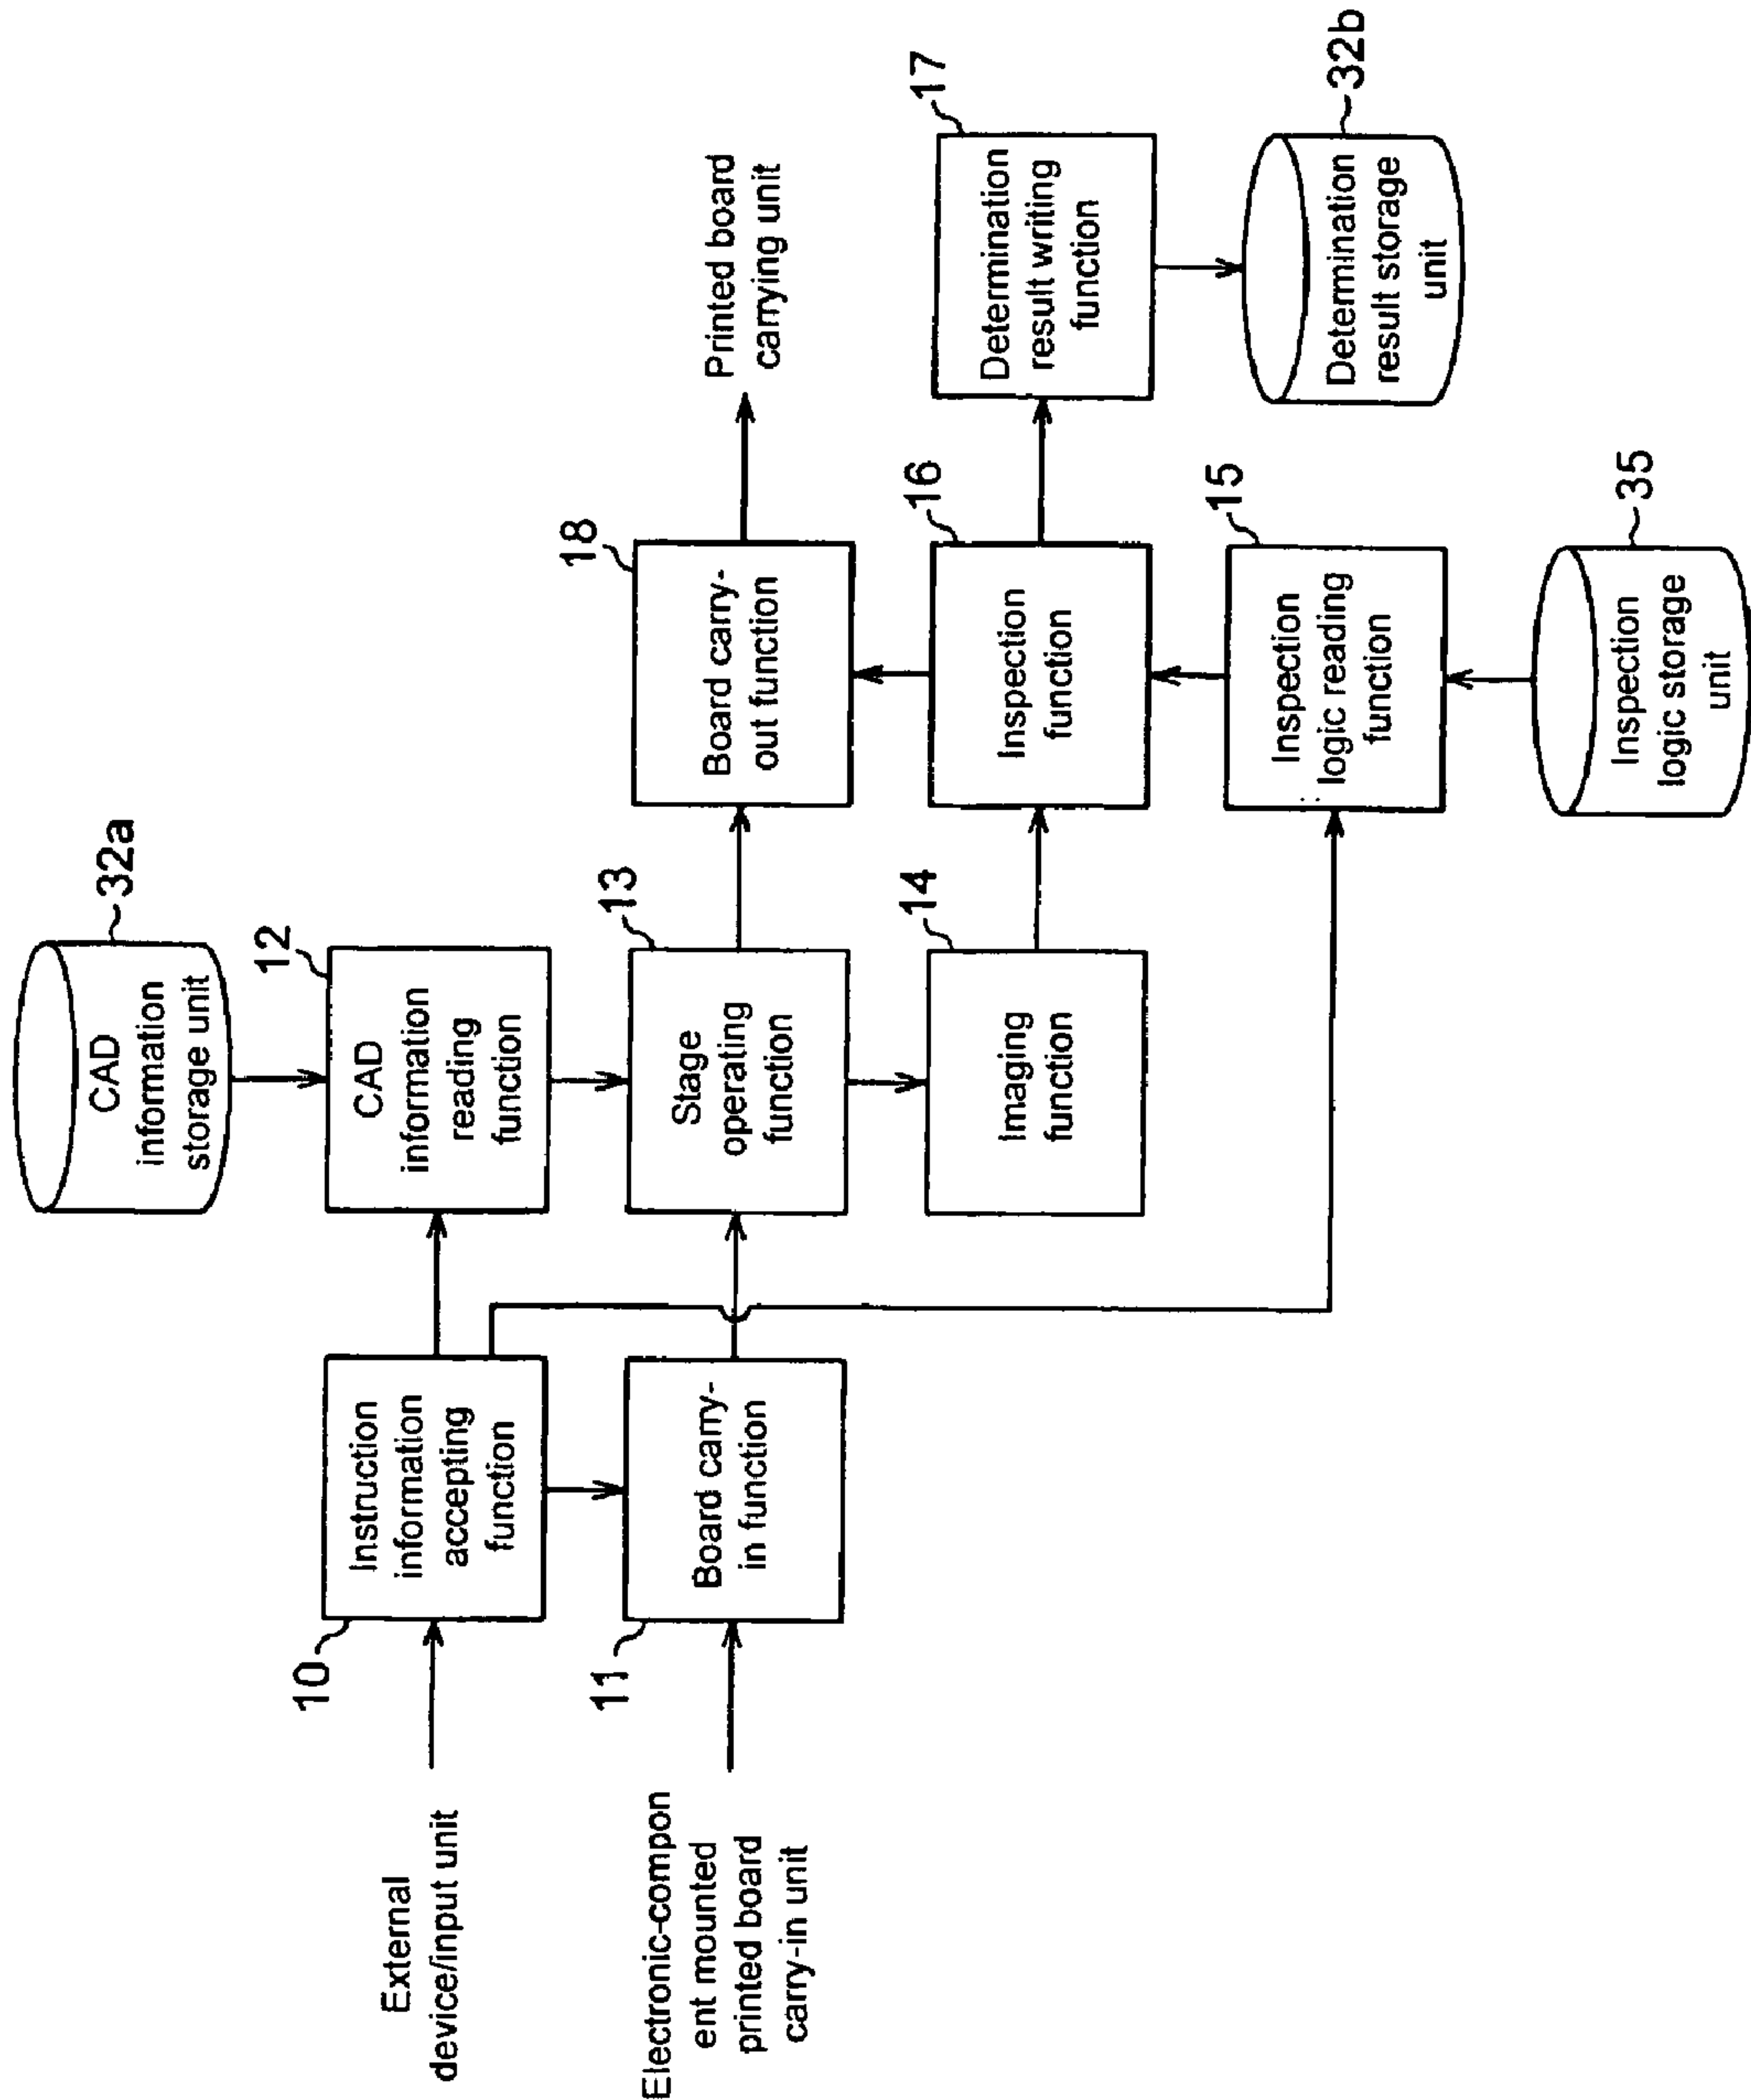 32a
CAD
information
storage unit
External
device/input unit
10
Instruction
information
accepting
function
12
CAD
information
reading
function
Electronic-compon
ent mounted
printed board
carry-in unit
11
Board carry-
in function
13
Stage
operating
function
18
Board carry-
out function
Printed board
carrying unit
14
Imaging
function
16
Inspection
function
17
Determination
result writing
function
15
Inspection
logic reading
function
32b
Determination
result storage
unit
35
Inspection
logic storage
unit